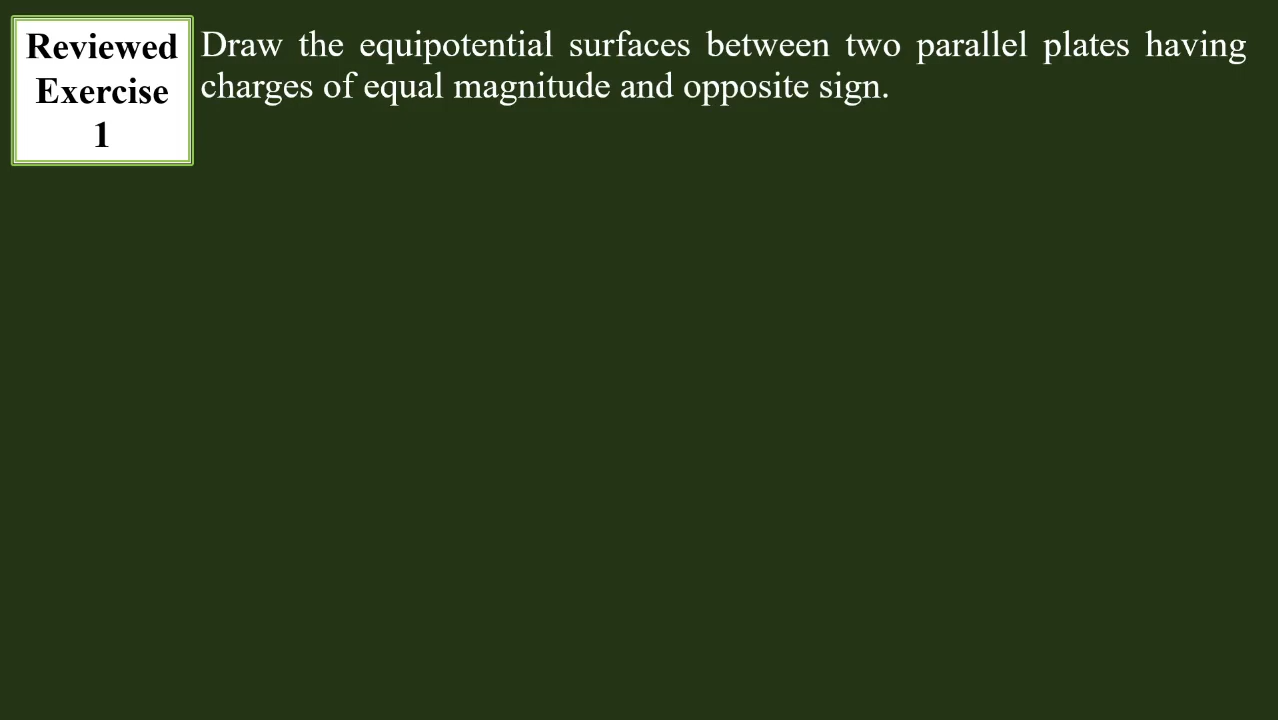 Reviewed
Exercise
1
Draw the equipotential surfaces between two parallel plates having
charges of equal magnitude and opposite sign.